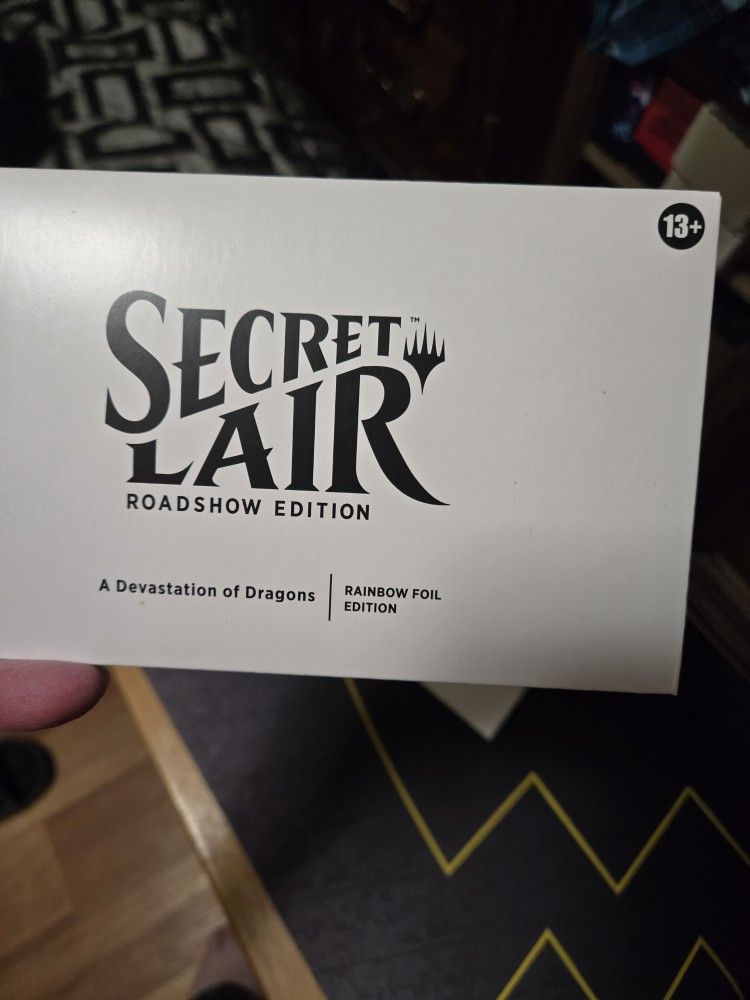 13+
SECRET™
LAIR
ROADSHOW EDITION
A Devastation of Dragons
RAINBOW FOIL
EDITION